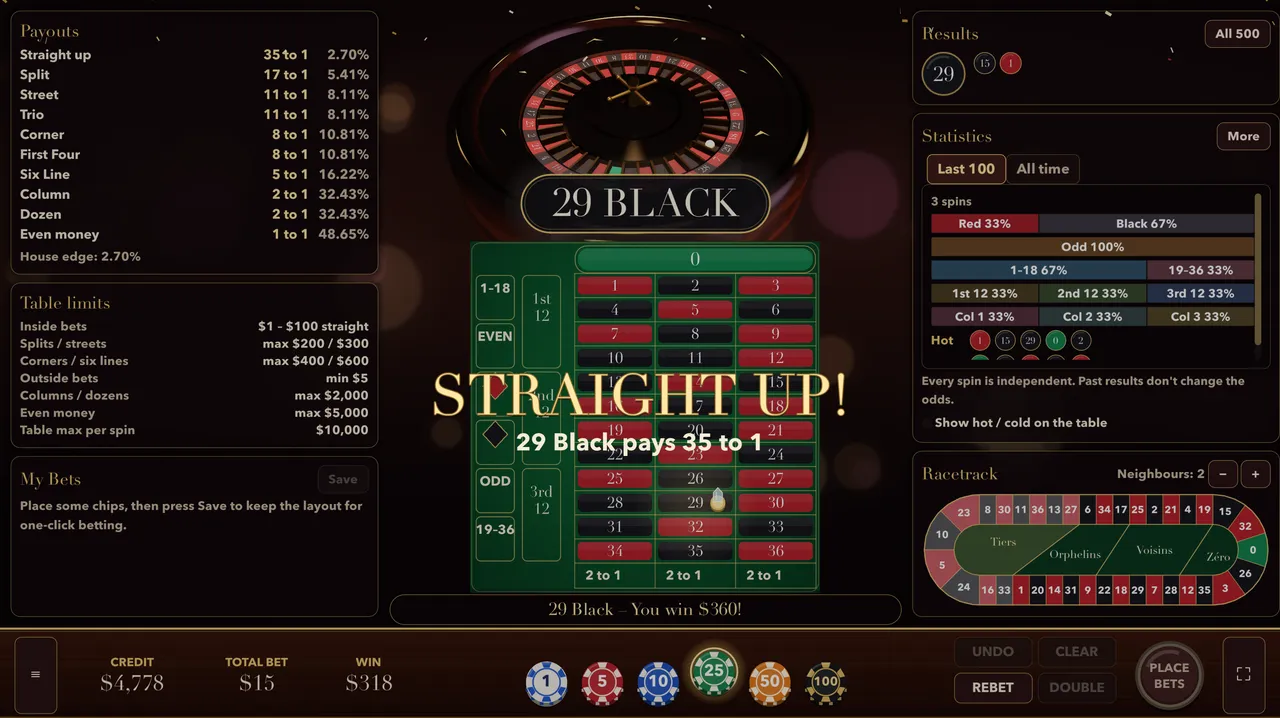 Payouts
Straight up 35 to 1 2.70%
Split 17 to 1 5.41%
Street 11 to 1 8.11%
Trio 11 to 1 8.11%
Corner 8 to 1 10.81%
First Four 8 to 1 10.81%
Six Line 5 to 1 16.22%
Column 2 to 1 32.43%
Dozen 2 to 1 32.43%
Even money 1 to 1 48.65%
House edge: 2.70%
Table limits
Inside bets $1 – $100 straight
Splits / streets max $200 / $300
Corners / six lines max $400 / $600
Outside bets min $5
Columns / dozens max $2,000
Even money max $5,000
Table max per spin $10,000
My Bets Save
Place some chips, then press Save to keep the layout for
one-click betting.
29 BLACK
0
1-18 1st 12 1 2 3
4 5 6
EVEN 7 8 9
10 11 12
STRAIGHT UP!
29 Black pays 35 to 1
15
18
19 20 21
22 23 24
ODD 3rd 12 25 26 27
28 29 30
19-36 31 32 33
34 35 36
2 to 1 2 to 1 2 to 1
29 Black – You win $360!
Results All 500
29 15 1
Statistics More
Last 100 All time
3 spins
Red 33% Black 67%
Odd 100%
1-18 67% 19-36 33%
1st 12 33% 2nd 12 33% 3rd 12 33%
Col 1 33% Col 2 33% Col 3 33%
Hot 1 15 29 0 2
Every spin is independent. Past results don't change the
odds.
Show hot / cold on the table
Racetrack Neighbours: 2 − +
23 8 30 11 36 13 27 6 34 17 25 2 21 4 19 15
10 32
Tiers Orphelins Voisins Zéro 0
5 26
24 16 33 1 20 14 31 9 22 18 29 7 28 12 35 3
≡
CREDIT TOTAL BET WIN
$4,778 $15 $318
1 5 10 25 50 100
UNDO CLEAR
REBET DOUBLE
PLACE
BETS